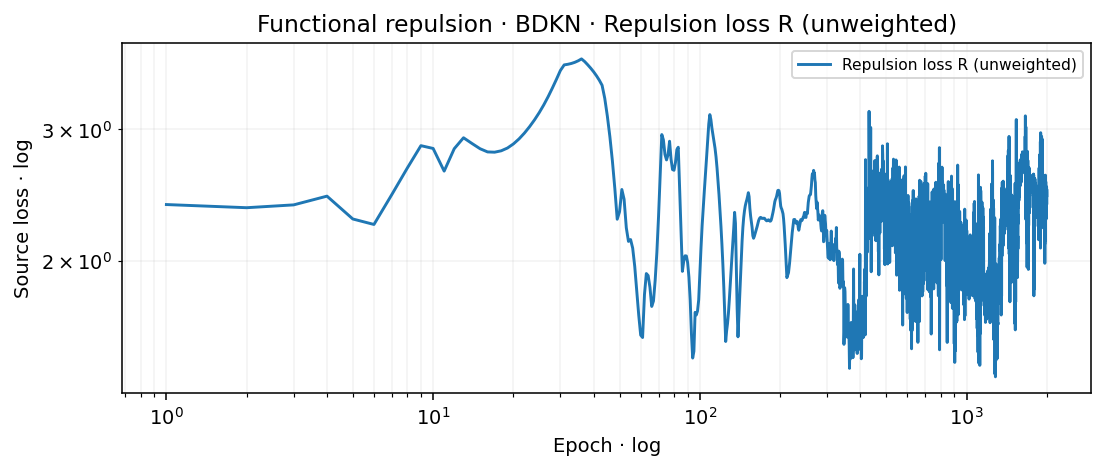 Functional repulsion · BDKN · Repulsion loss R (unweighted)
Repulsion loss R (unweighted)
3 × 10⁰
2 × 10⁰
Source loss · log
10⁰ 10¹ 10² 10³
Epoch · log